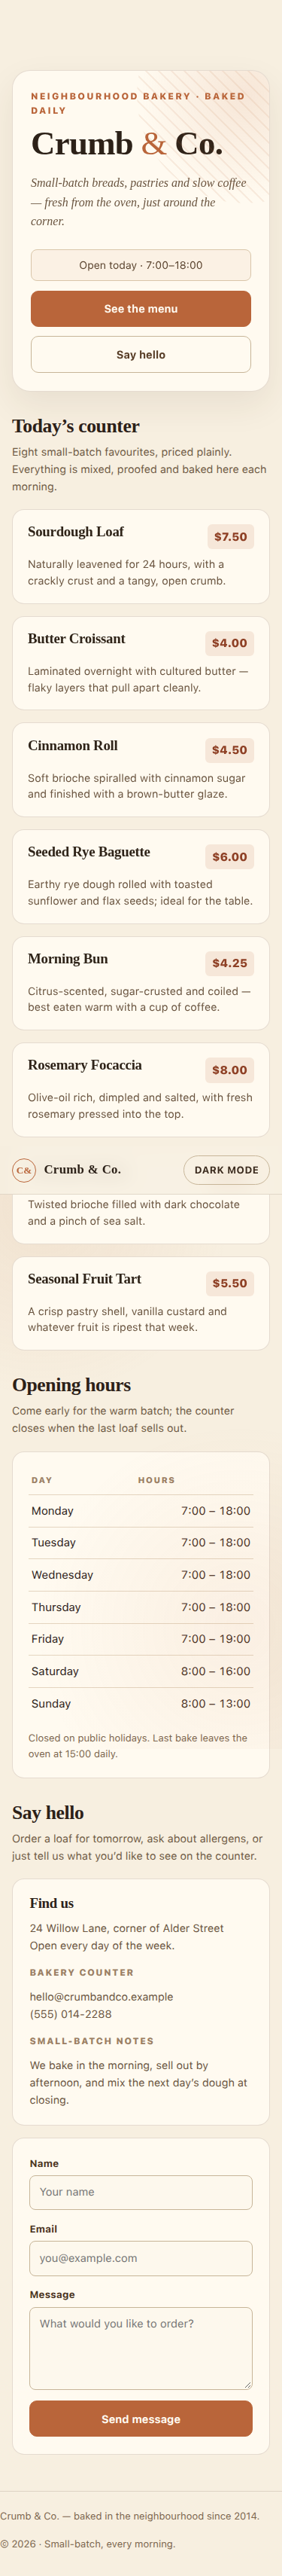 NEIGHBOURHOOD BAKERY · BAKED
DAILY
Crumb & Co.
Small-batch breads, pastries and slow coffee
— fresh from the oven, just around the
corner.
Open today · 7:00–18:00
See the menu
Say hello
Today’s counter
Eight small-batch favourites, priced plainly.
Everything is mixed, proofed and baked here each
morning.
Sourdough Loaf $7.50
Naturally leavened for 24 hours, with a
crackly crust and a tangy, open crumb.
Butter Croissant $4.00
Laminated overnight with cultured butter —
flaky layers that pull apart cleanly.
Cinnamon Roll $4.50
Soft brioche spiralled with cinnamon sugar
and finished with a brown-butter glaze.
Seeded Rye Baguette $6.00
Earthy rye dough rolled with toasted
sunflower and flax seeds; ideal for the table.
Morning Bun $4.25
Citrus-scented, sugar-crusted and coiled —
best eaten warm with a cup of coffee.
Rosemary Focaccia $8.00
Olive-oil rich, dimpled and salted, with fresh
rosemary pressed into the top.
C& Crumb & Co. DARK MODE
Twisted brioche filled with dark chocolate
and a pinch of sea salt.
Seasonal Fruit Tart $5.50
A crisp pastry shell, vanilla custard and
whatever fruit is ripest that week.
Opening hours
Come early for the warm batch; the counter
closes when the last loaf sells out.
DAY HOURS
Monday 7:00 – 18:00
Tuesday 7:00 – 18:00
Wednesday 7:00 – 18:00
Thursday 7:00 – 18:00
Friday 7:00 – 19:00
Saturday 8:00 – 16:00
Sunday 8:00 – 13:00
Closed on public holidays. Last bake leaves the
oven at 15:00 daily.
Say hello
Order a loaf for tomorrow, ask about allergens, or
just tell us what you’d like to see on the counter.
Find us
24 Willow Lane, corner of Alder Street
Open every day of the week.
BAKERY COUNTER
hello@crumbandco.example
(555) 014-2288
SMALL-BATCH NOTES
We bake in the morning, sell out by
afternoon, and mix the next day’s dough at
closing.
Name
Your name
Email
you@example.com
Message
What would you like to order?
Send message
Crumb & Co. — baked in the neighbourhood since 2014.
© 2026 · Small-batch, every morning.